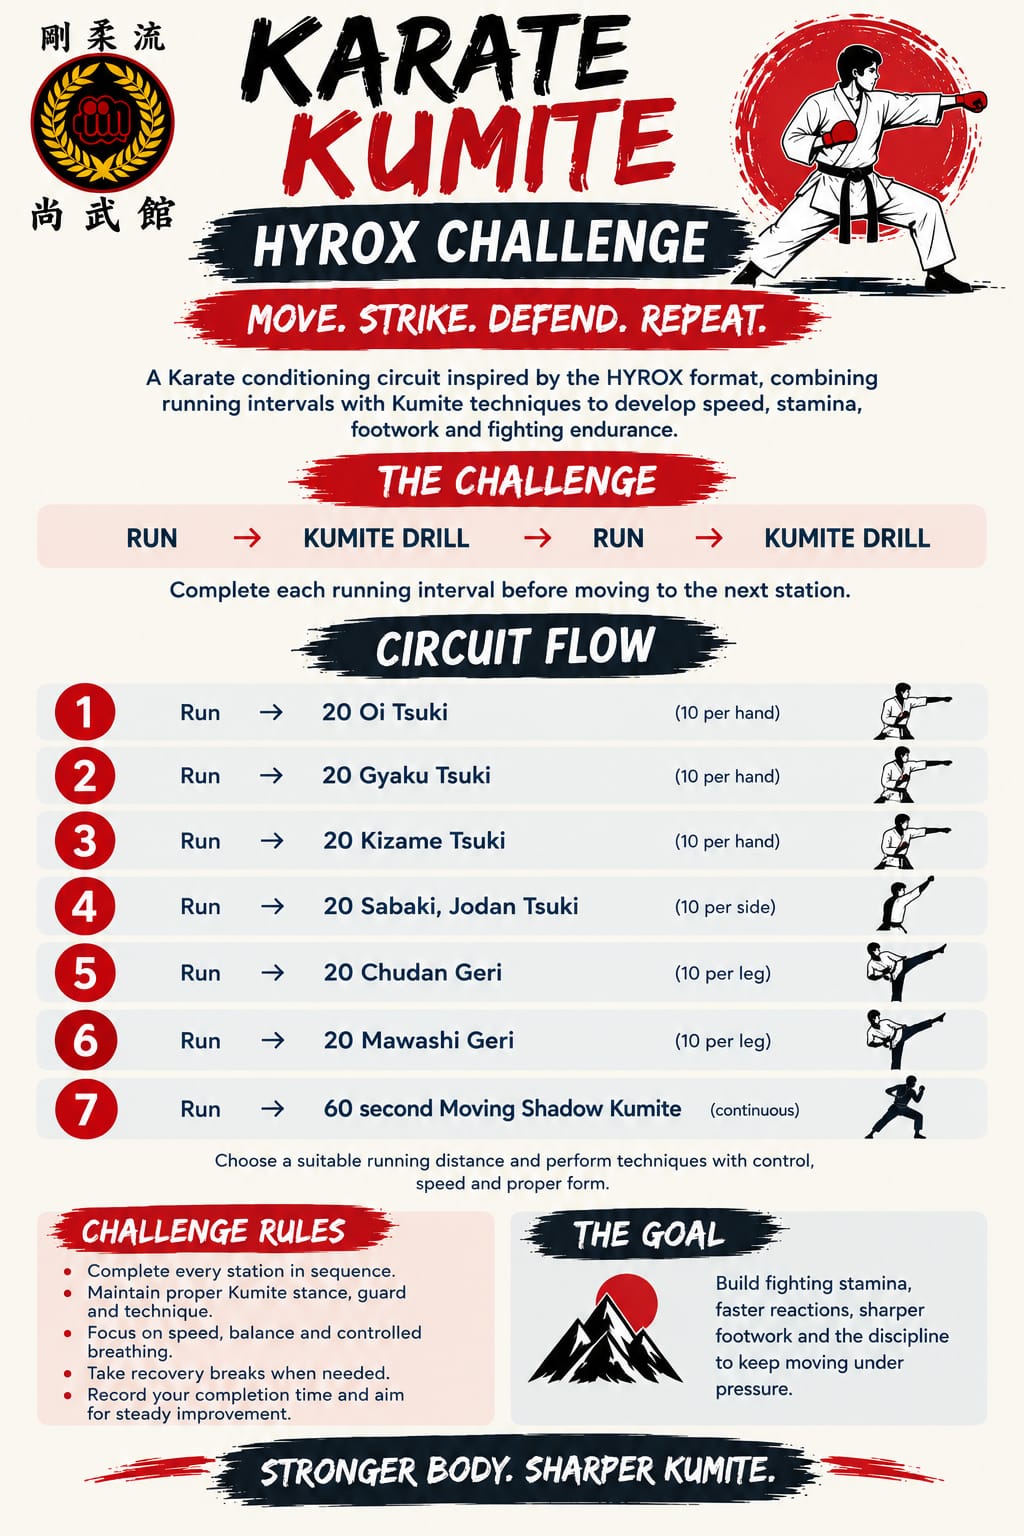 剛柔流
尚武館
KARATE
KUMITE
HYROX CHALLENGE
MOVE. STRIKE. DEFEND. REPEAT.
A Karate conditioning circuit inspired by the HYROX format, combining
running intervals with Kumite techniques to develop speed, stamina,
footwork and fighting endurance.
THE CHALLENGE
RUN → KUMITE DRILL → RUN → KUMITE DRILL
Complete each running interval before moving to the next station.
CIRCUIT FLOW
1 Run → 20 Oi Tsuki (10 per hand)
2 Run → 20 Gyaku Tsuki (10 per hand)
3 Run → 20 Kizame Tsuki (10 per hand)
4 Run → 20 Sabaki, Jodan Tsuki (10 per side)
5 Run → 20 Chudan Geri (10 per leg)
6 Run → 20 Mawashi Geri (10 per leg)
7 Run → 60 second Moving Shadow Kumite (continuous)
Choose a suitable running distance and perform techniques with control,
speed and proper form.
CHALLENGE RULES
• Complete every station in sequence.
• Maintain proper Kumite stance, guard
and technique.
• Focus on speed, balance and controlled
breathing.
• Take recovery breaks when needed.
• Record your completion time and aim
for steady improvement.
THE GOAL
Build fighting stamina,
faster reactions, sharper
footwork and the discipline
to keep moving under
pressure.
STRONGER BODY. SHARPER KUMITE.